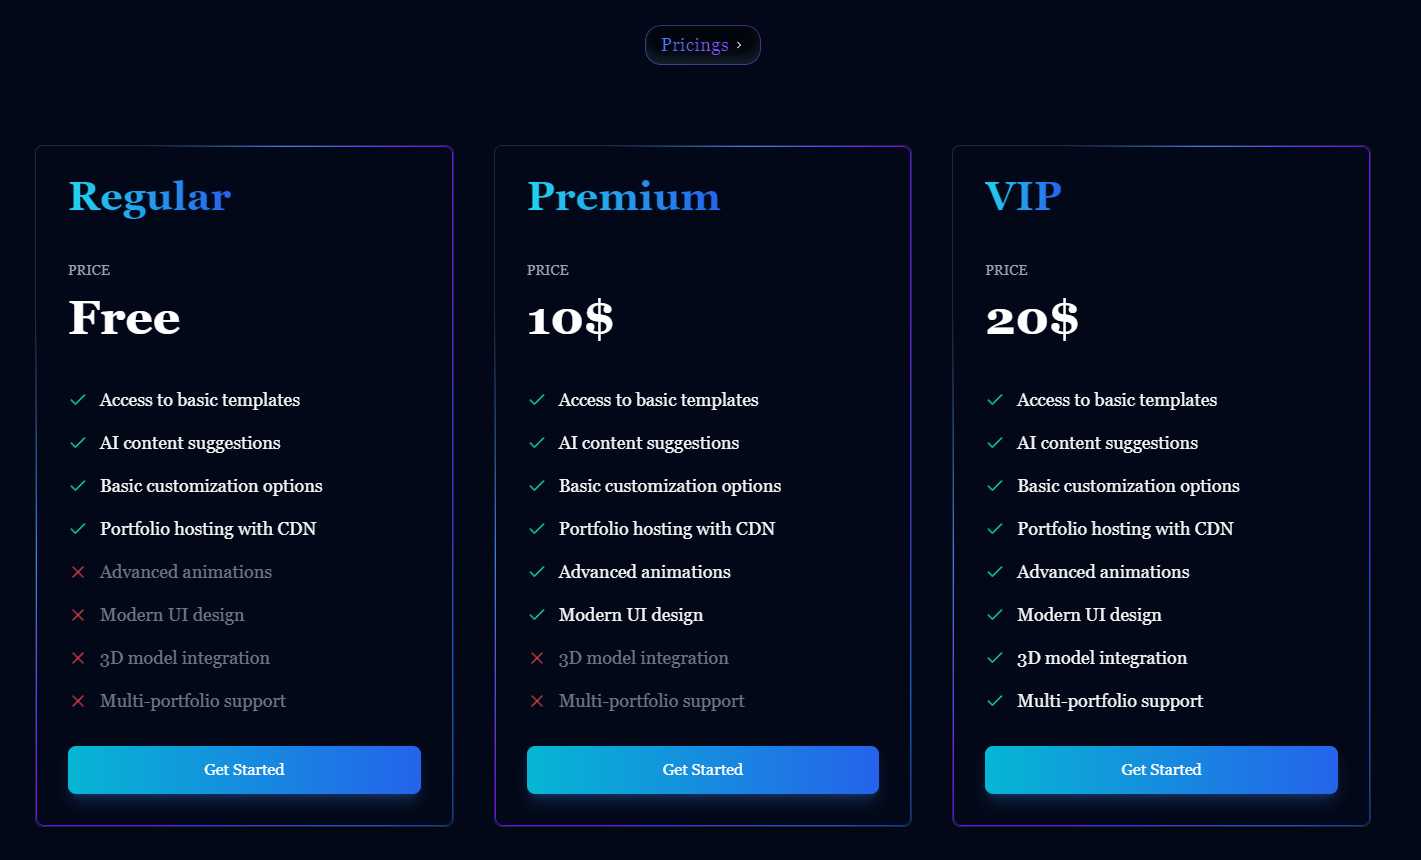 Pricings ›
Regular
PRICE
Free
Access to basic templates
AI content suggestions
Basic customization options
Portfolio hosting with CDN
Advanced animations
Modern UI design
3D model integration
Multi-portfolio support
Get Started
Premium
PRICE
10$
Access to basic templates
AI content suggestions
Basic customization options
Portfolio hosting with CDN
Advanced animations
Modern UI design
3D model integration
Multi-portfolio support
Get Started
VIP
PRICE
20$
Access to basic templates
AI content suggestions
Basic customization options
Portfolio hosting with CDN
Advanced animations
Modern UI design
3D model integration
Multi-portfolio support
Get Started